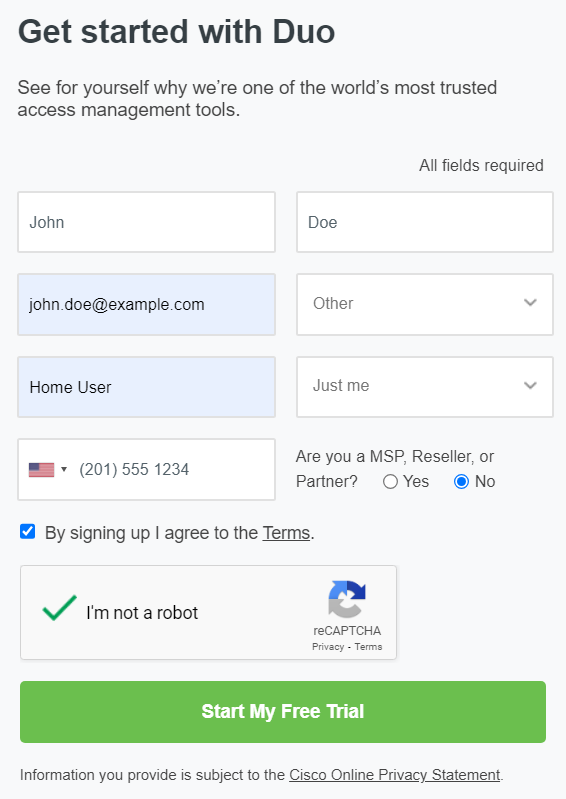 Get started with Duo
See for yourself why we're one of the world's most trusted
access management tools.
All fields required
John
Doe
john.doe@example.com
Other
Home User
Just me
(201) 555 1234
Are you a MSP, Reseller, or
Partner? Yes No
By signing up I agree to the Terms.
I'm not a robot
reCAPTCHA
Privacy - Terms
Start My Free Trial
Information you provide is subject to the Cisco Online Privacy Statement.